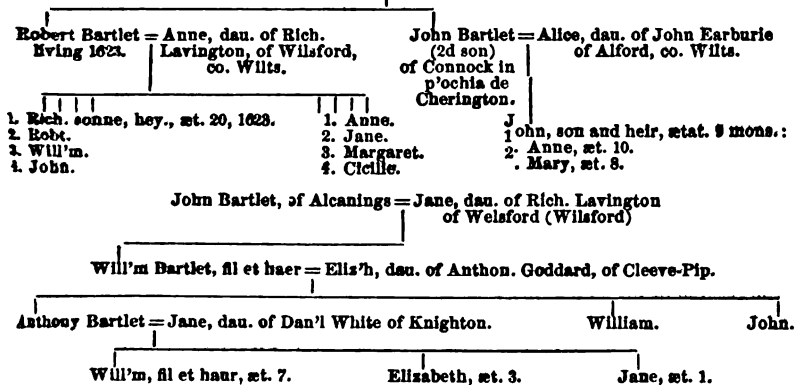 Robert Bartlet = Anne, dau. of Rich.
living 1623. Lavington, of Wilsford,
co. Wilts.
John Bartlet = Alice, dau. of John Earburie
(2d son) of Alford, co. Wilts.
of Connock in
p'ochia de
Cherington.
1. Rich. sonne, hey., æt. 20, 1623.
2. Robt.
3. Will'm.
4. John.
1. Anne.
2. Jane.
3. Margaret.
4. Cicille.
J
1 ohn, son and heir, ætat. 9 mons.:
2. Anne, æt. 10.
. Mary, æt. 8.
John Bartlet, of Alcanings = Jane, dau. of Rich. Lavington
of Welsford (Wilsford)
Will'm Bartlet, fil et haer = Eliz'h, dau. of Anthon. Goddard, of Cleeve-Pip.
Anthony Bartlet = Jane, dau. of Dan'l White of Knighton. William. John.
Will'm, fil et haur, æt. 7. Elizabeth, æt. 3. Jane, æt. 1.